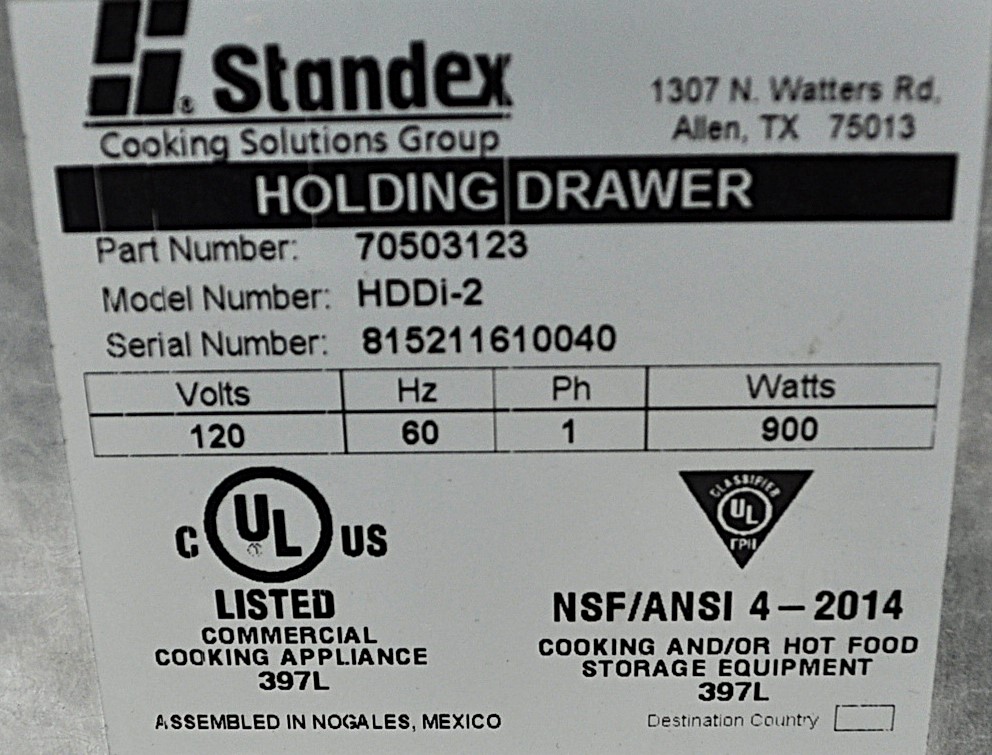 ® Standex
Cooking Solutions Group
1307 N. Watters Rd.
Allen, TX 75013
HOLDING DRAWER
Part Number: 70503123
Model Number: HDDi-2
Serial Number: 815211610040
Volts Hz Ph Watts
120 60 1 900
C UL US
LISTED
COMMERCIAL
COOKING APPLIANCE
397L
ASSEMBLED IN NOGALES, MEXICO
CLASSIFIED
UL
EPH
NSF/ANSI 4 – 2014
COOKING AND/OR HOT FOOD
STORAGE EQUIPMENT
397L
Destination Country